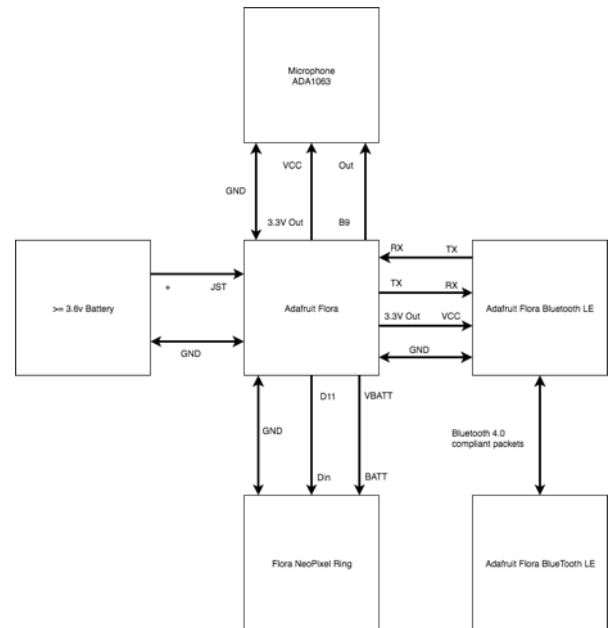 Microphone
ADA1063
VCC
Out
GND
3.3V Out
B9
RX
TX
+
JST
TX
RX
>= 3.6v Battery
Adafruit Flora
Adafruit Flora Bluetooth LE
3.3V Out
VCC
GND
GND
D11
VBATT
GND
Bluetooth 4.0
compliant packets
Din
BATT
Flora NeoPixel Ring
Adafruit Flora BlueTooth LE